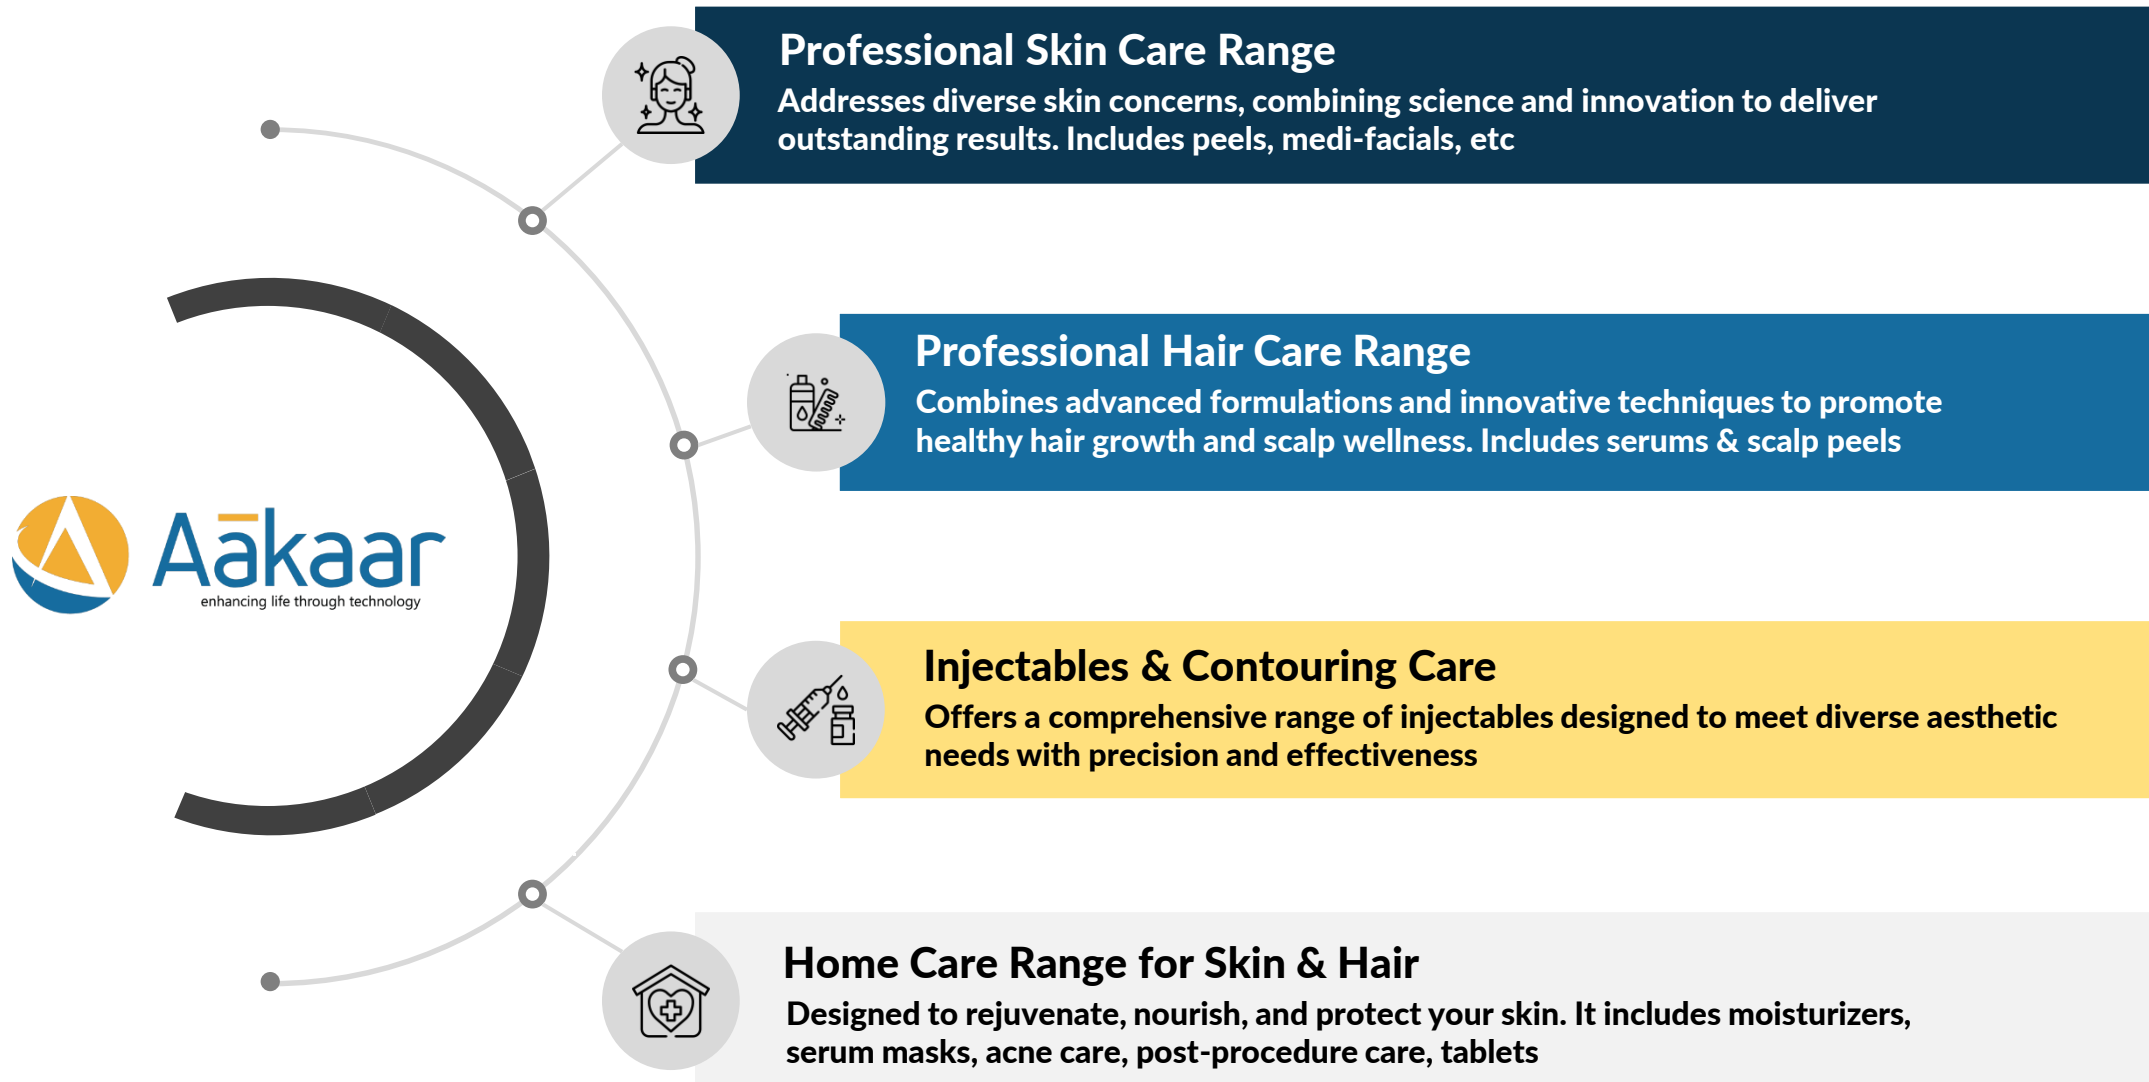 Professional Skin Care Range
Addresses diverse skin concerns, combining science and innovation to deliver
outstanding results. Includes peels, medi-facials, etc
Professional Hair Care Range
Combines advanced formulations and innovative techniques to promote
healthy hair growth and scalp wellness. Includes serums & scalp peels
Aākaar
enhancing life through technology
Injectables & Contouring Care
Offers a comprehensive range of injectables designed to meet diverse aesthetic
needs with precision and effectiveness
Home Care Range for Skin & Hair
Designed to rejuvenate, nourish, and protect your skin. It includes moisturizers,
serum masks, acne care, post-procedure care, tablets